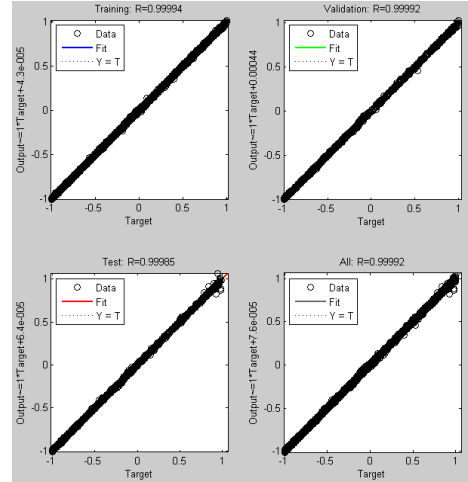 Training: R=0.99994
Output~=1*Target+-4.3e-005
1
0.5
0
-0.5
-1
Data
Fit
Y = T
-1 -0.5 0 0.5 1
Target
Validation: R=0.99992
Output~=1*Target+0.00044
1
0.5
0
-0.5
-1
Data
Fit
Y = T
-1 -0.5 0 0.5 1
Target
Test: R=0.99985
Output~=1*Target+6.4e-005
1
0.5
0
-0.5
-1
Data
Fit
Y = T
-1 -0.5 0 0.5 1
Target
All: R=0.99992
Output~=1*Target+7.6e-005
1
0.5
0
-0.5
-1
Data
Fit
Y = T
-1 -0.5 0 0.5 1
Target